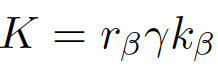 K = r_β γ k_β